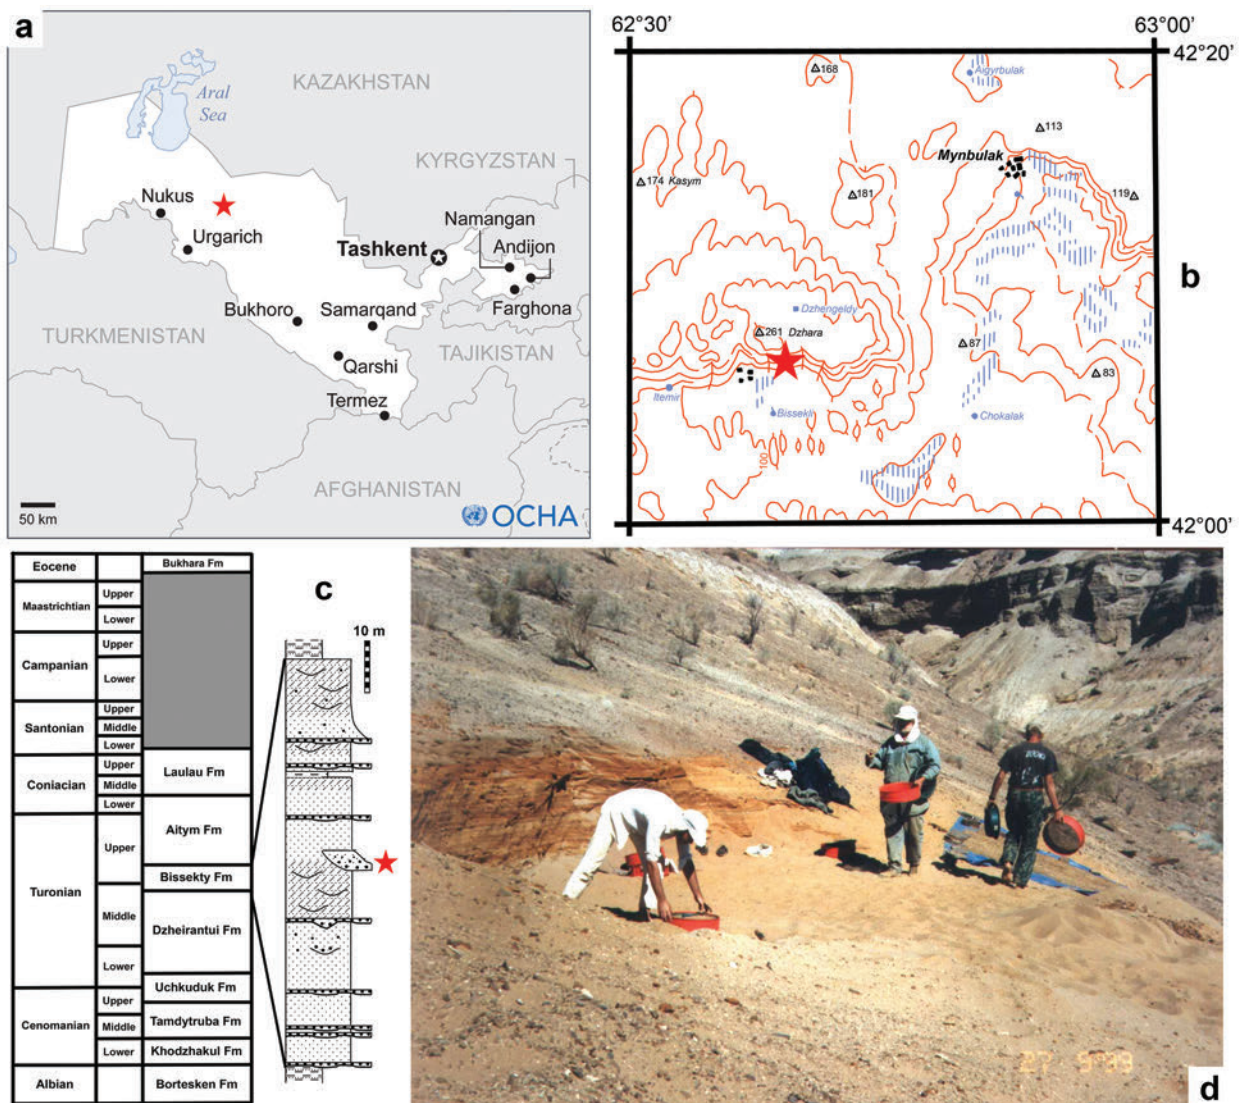 a
KAZAKHSTAN
Aral
Sea
KYRGYZSTAN
Nukus
Namangan
Urgarich
Tashkent
Andijon
Bukhoro
Samarqand
Farghona
TURKMENISTAN
TAJIKISTAN
Qarshi
Termez
AFGHANISTAN
50 km
OCHA
62°30’
63°00’
42°20’
168
Aigyrbulak
113
Mynbulak
174 Kasym
181
119
b
Dzhengeldy
261 Dzhara
87
83
Itemir
Bissekli
Chokalak
100
42°00’
c
10 m
Eocene
Bukhara Fm
Maastrichtian
Upper
Lower
Campanian
Upper
Lower
Santonian
Upper
Middle
Lower
Coniacian
Upper
Middle
Lower
Laulau Fm
Aitym Fm
Turonian
Upper
Middle
Lower
Bissekty Fm
Dzheirantui Fm
Uchkuduk Fm
Cenomanian
Upper
Middle
Lower
Tamdytruba Fm
Khodzhakul Fm
Albian
Bortesken Fm
27 9'99
d